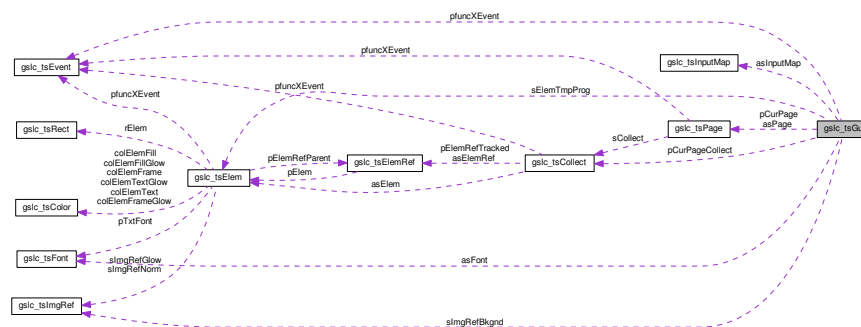 pfuncXEvent
pfuncXEvent
gslc_tsEvent
gslc_tsInputMap
asInputMap
pfuncXEvent
sElemTmpProg
pfuncXEvent
gslc_tsRect
rElem
gslc_tsPage
pCurPage
asPage
gslc_tsGui
sCollect
colElemFill
colElemFillGlow
colElemFrame
colElemTextGlow
colElemText
colElemFrameGlow
pElemRefParent
gslc_tsElemRef
pElemRefTracked
asElemRef
gslc_tsCollect
pCurPageCollect
gslc_tsElem
pElem
asElem
gslc_tsColor
pTxtFont
gslc_tsFont
sImgRefGlow
sImgRefNorm
asFont
gslc_tsImgRef
sImgRefBkgnd